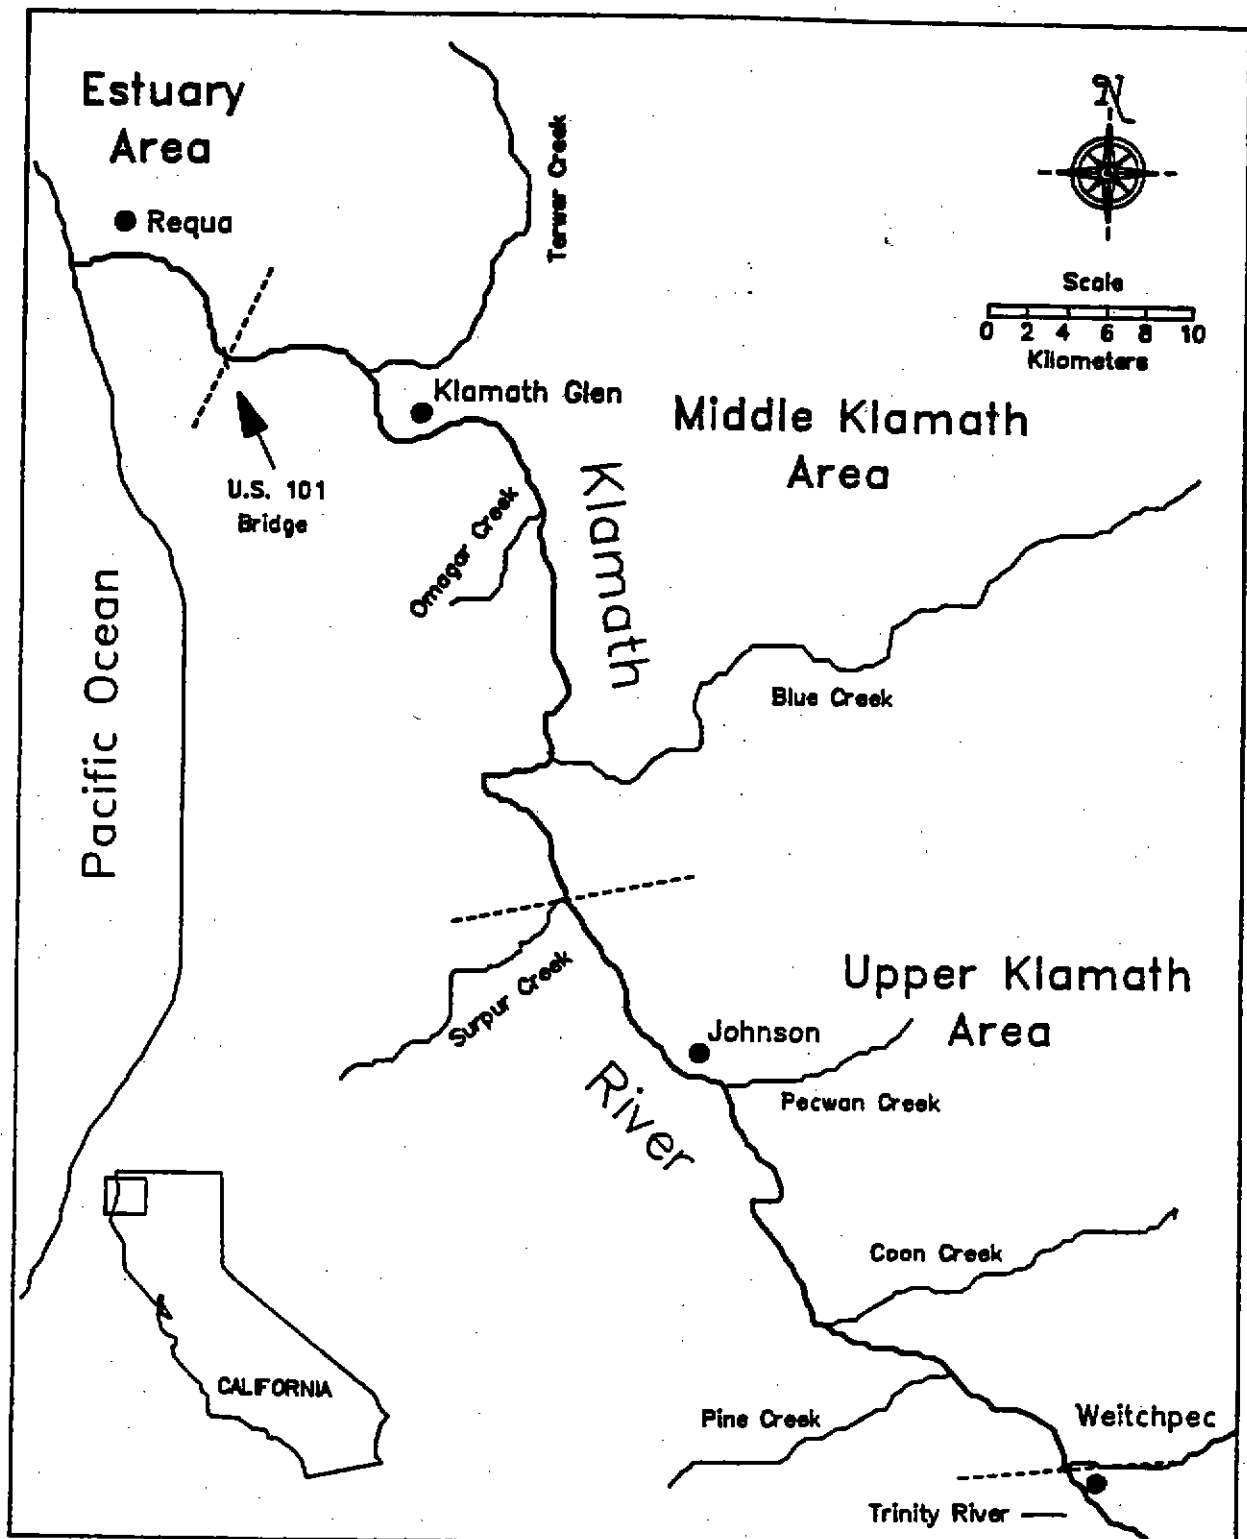 Estuary
Area
Requa
Terwer Creek
N
Scale
0 2 4 6 8 10
Kilometers
Klamath Glen
Middle Klamath
Area
U.S. 101
Bridge
Omagar Creek
Klamath
Pacific Ocean
Blue Creek
Surpur Creek
Upper Klamath
Area
Johnson
River
Pecwan Creek
Coon Creek
CALIFORNIA
Pine Creek
Weitchpec
Trinity River